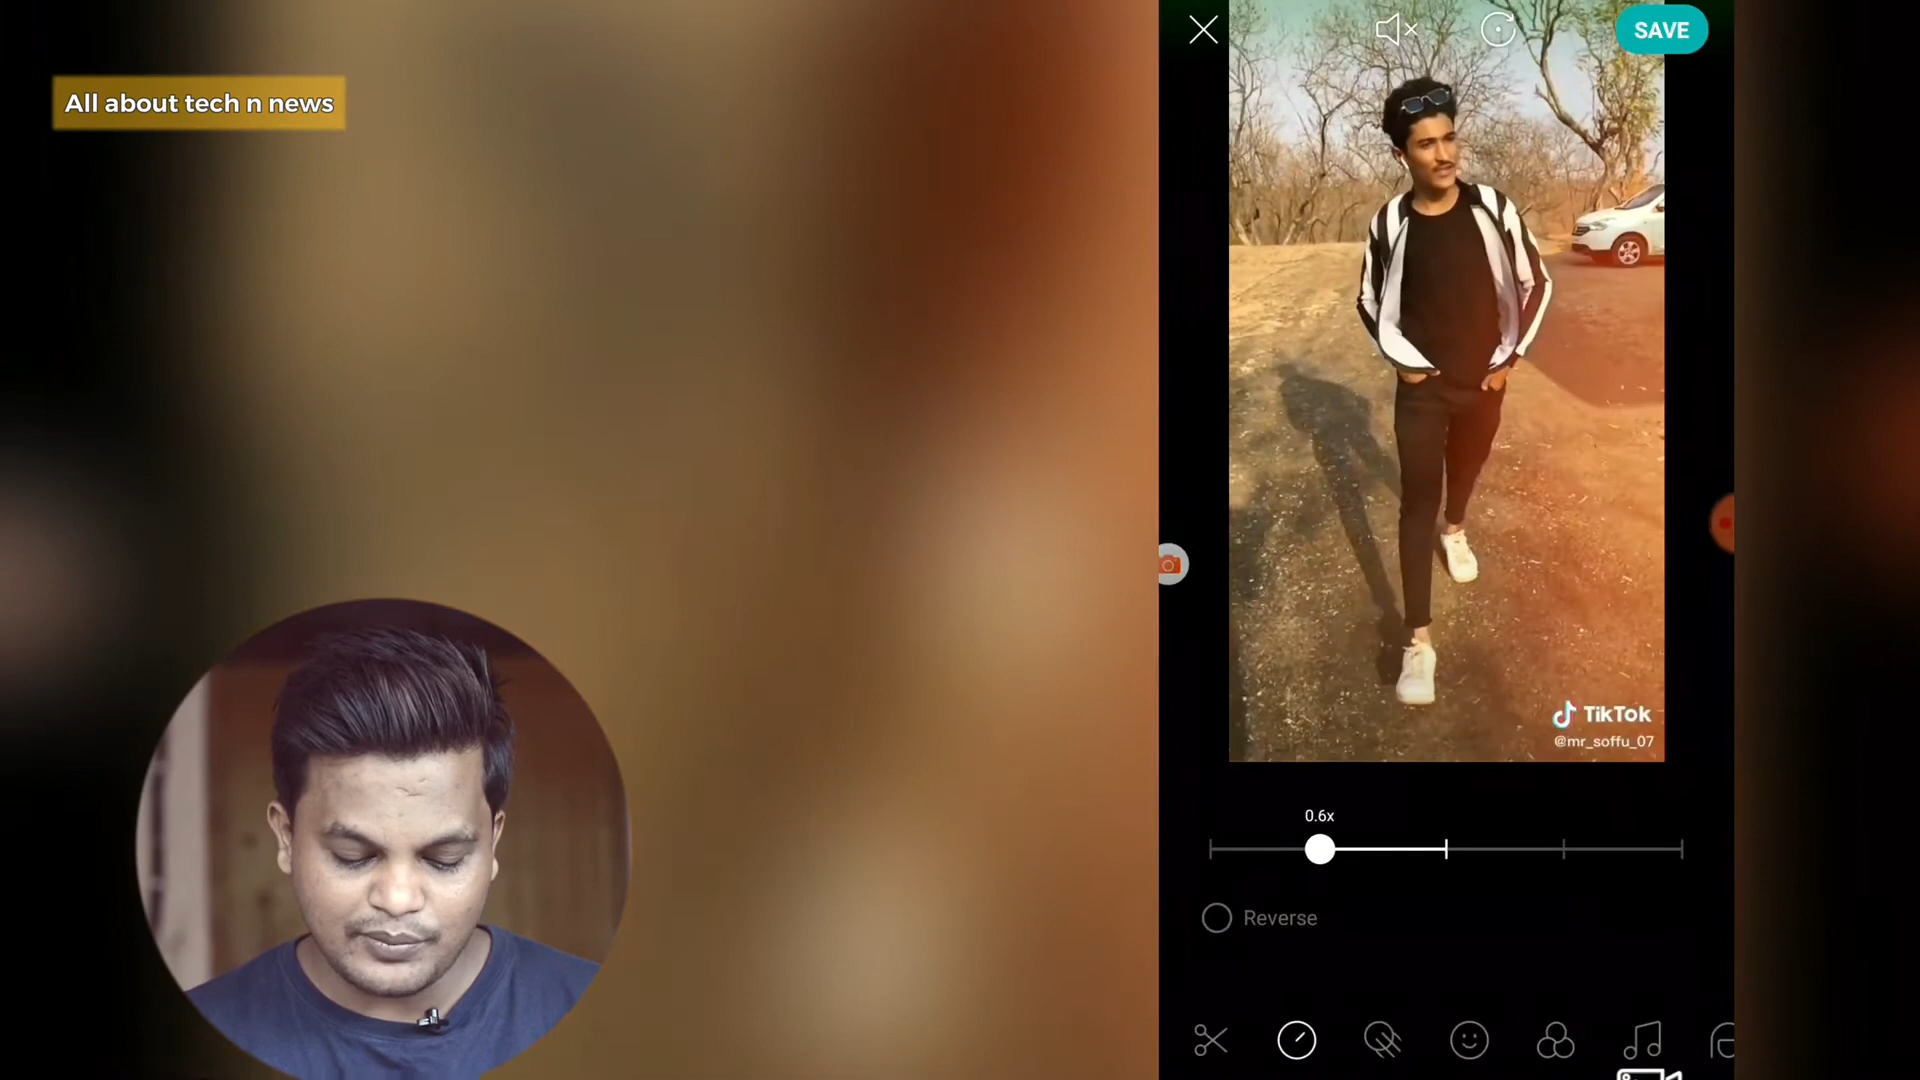 All about tech n news
SAVE
TikTok
@mr_soffu_07
0.6x
Reverse